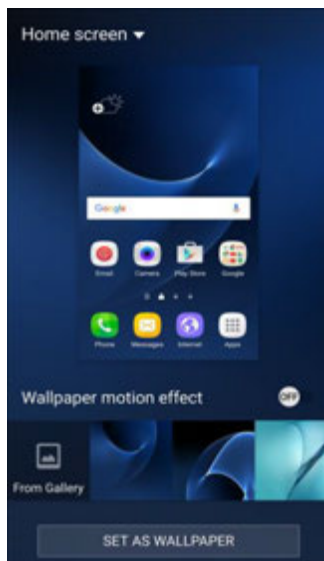 Home screen
Google
Email Camera Play Store Google
Phone Messages Internet Apps
Wallpaper motion effect OFF
From Gallery
SET AS WALLPAPER